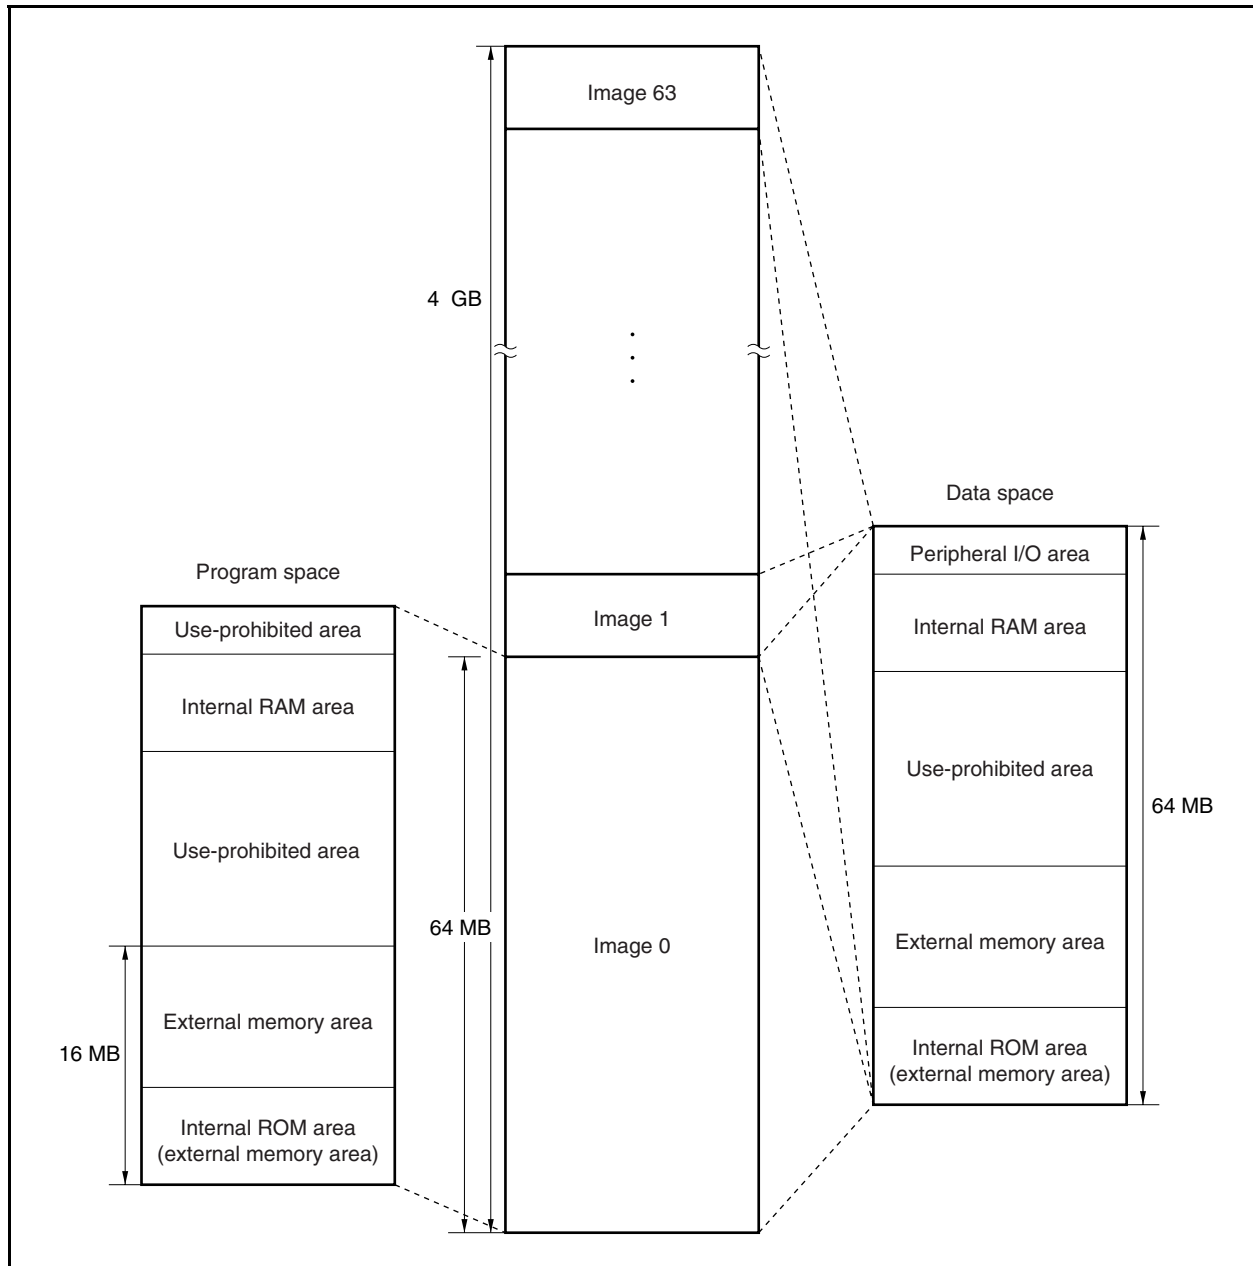 Image 63
4 GB
Data space
Peripheral I/O area
Program space
Use-prohibited area
Image 1
Internal RAM area
Internal RAM area
Use-prohibited area
64 MB
Use-prohibited area
64 MB
Image 0
External memory area
External memory area
16 MB
Internal ROM area
(external memory area)
Internal ROM area
(external memory area)